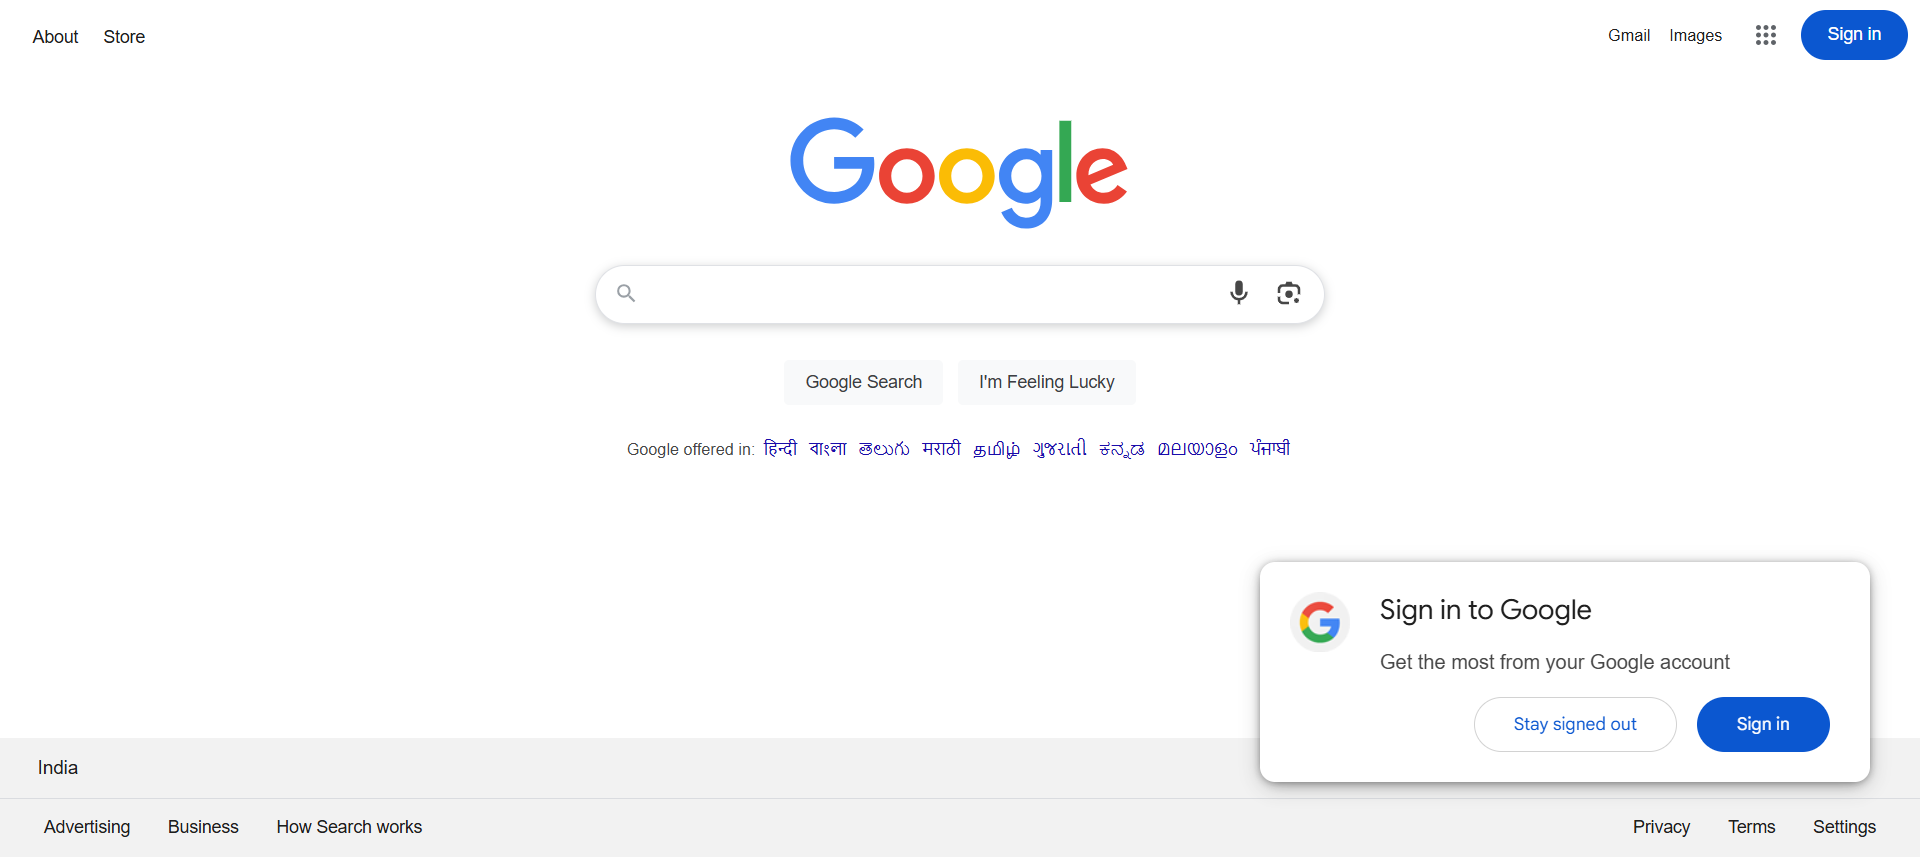 About Store
Gmail Images
Sign in
Google
Google Search
I'm Feeling Lucky
Google offered in: हिन्दी বাংলা తెలుగు मराठी தமிழ் ગુજરાતી ಕನ್ನಡ മലയാളം ਪੰਜਾਬੀ
Sign in to Google
Get the most from your Google account
Stay signed out
Sign in
India
Advertising Business How Search works
Privacy Terms Settings